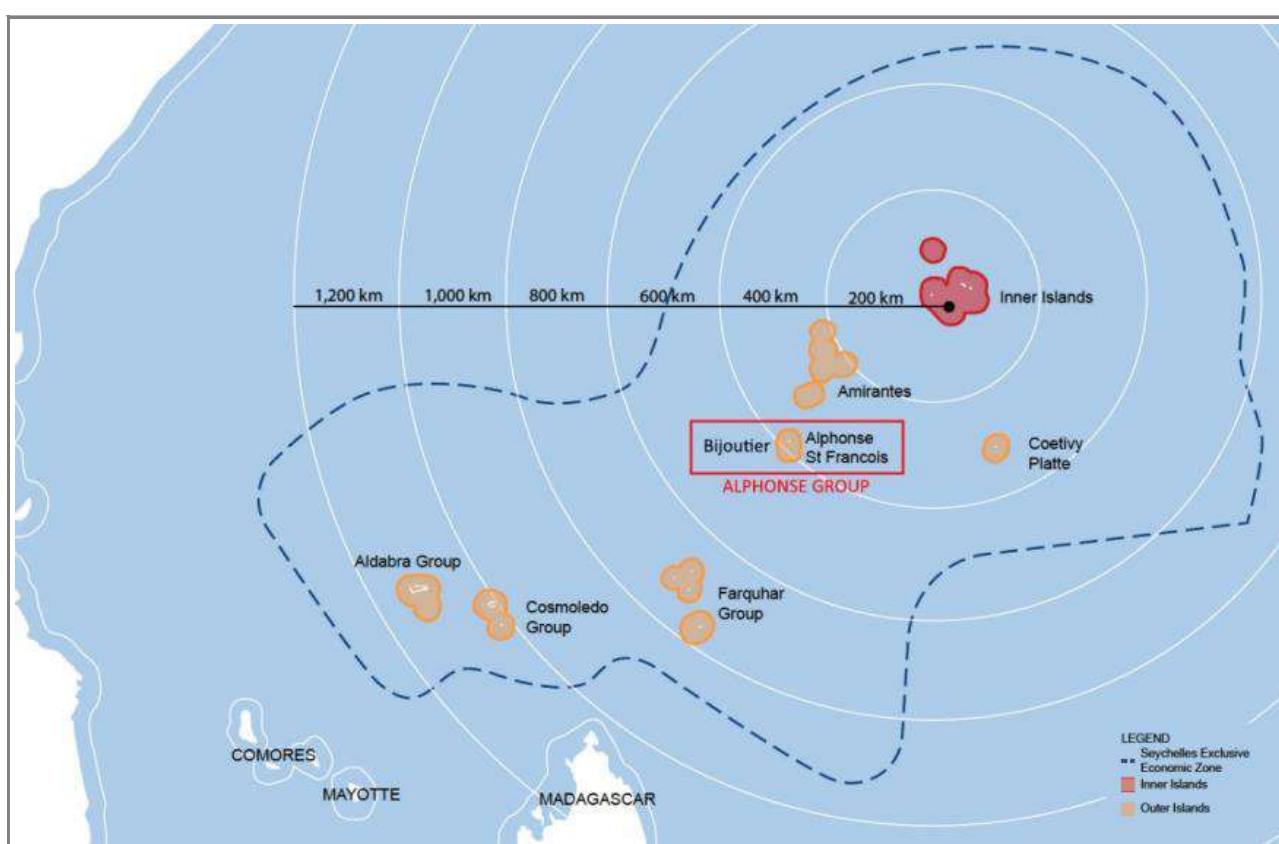 1,200 km 1,000 km 800 km 600 km 400 km 200 km
Inner Islands
Amirantes
Bijoutier
Alphonse
St Francois
Coetivy
Platte
ALPHONSE GROUP
Aldabra Group
Cosmoledo
Group
Farquhar
Group
COMORES
MAYOTTE
MADAGASCAR
LEGEND
Seychelles Exclusive
Economic Zone
Inner Islands
Outer Islands